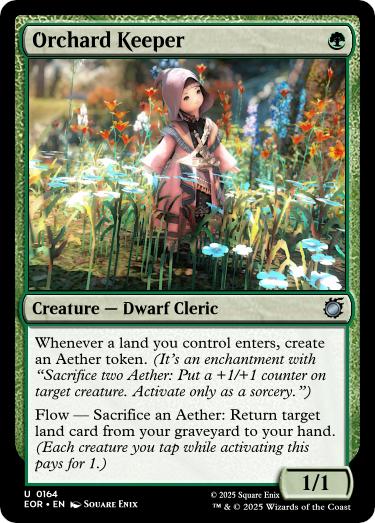 Orchard Keeper
Creature — Dwarf Cleric
Whenever a land you control enters, create
an Aether token. (It's an enchantment with
"Sacrifice two Aether: Put a +1/+1 counter on
target creature. Activate only as a sorcery.")
Flow — Sacrifice an Aether: Return target
land card from your graveyard to your hand.
(Each creature you tap while activating this
pays for 1.)
1/1
U 0164
EOR • EN SQUARE ENIX
© 2025 Square Enix
™ & © 2025 Wizards of the Coast